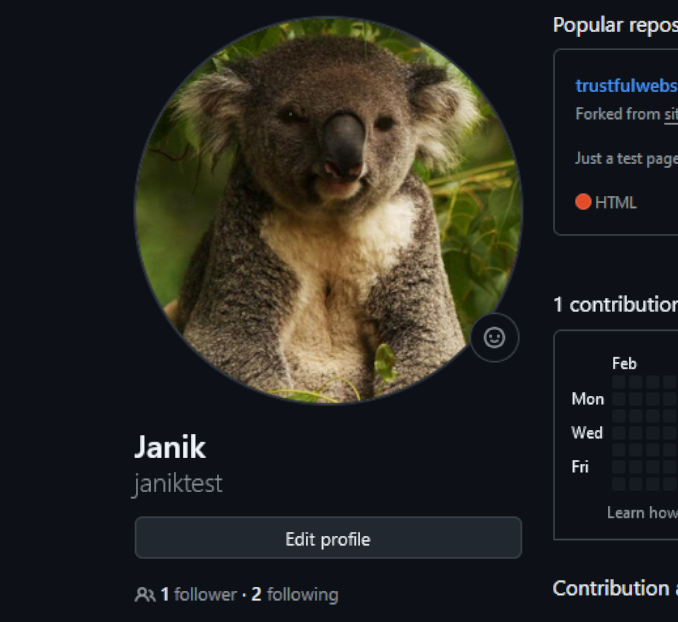 Janik
janiktest
Edit profile
1 follower · 2 following
Popular repos
trustfulwebs
Forked from sit
Just a test page
HTML
1 contribution
Feb
Mon
Wed
Fri
Learn how
Contribution a